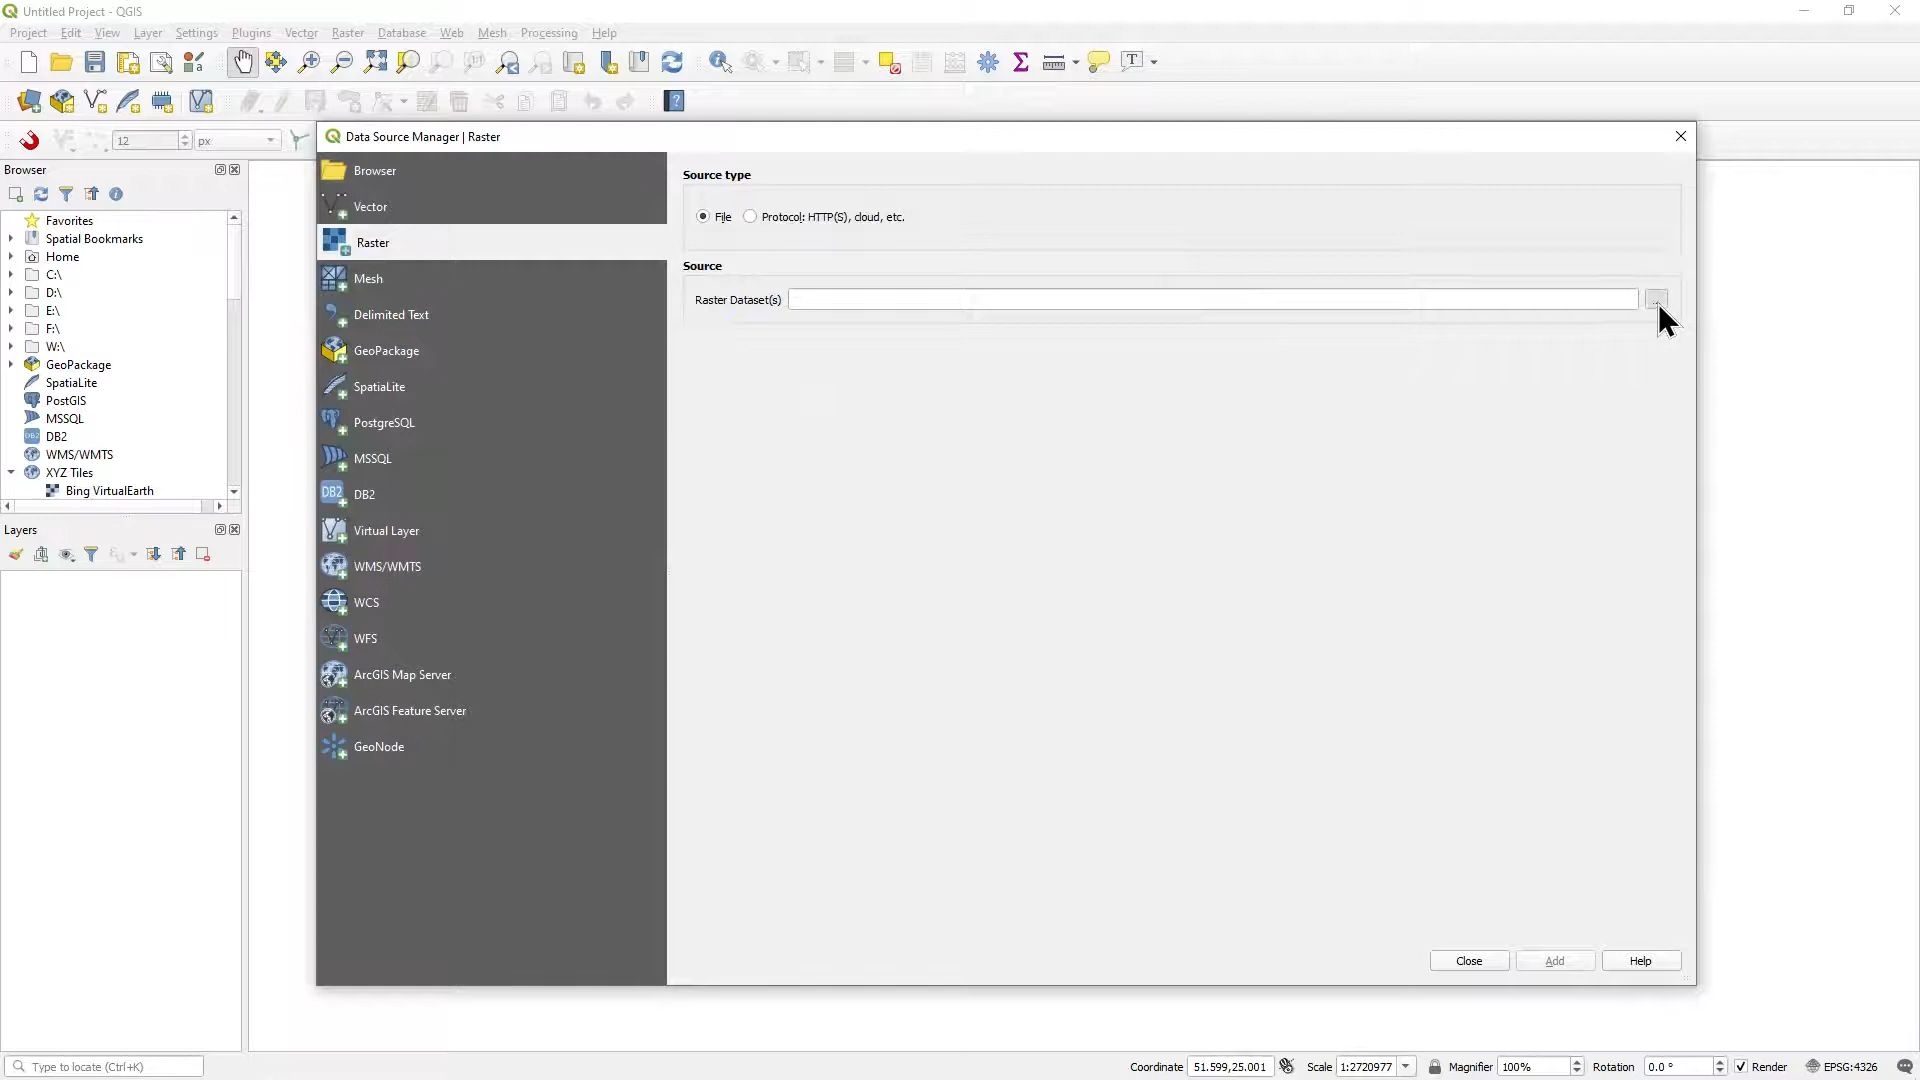 Untitled Project - QGIS
Project Edit View Layer Settings Plugins Vector Raster Database Web Mesh Processing Help
12 px
Browser
Favorites
Spatial Bookmarks
Home
C:\
D:\
E:\
F:\
W:\
GeoPackage
SpatiaLite
PostGIS
MSSQL
DB2
WMS/WMTS
XYZ Tiles
Bing VirtualEarth
Layers
Data Source Manager | Raster
Browser
Vector
Raster
Mesh
Delimited Text
GeoPackage
SpatiaLite
PostgreSQL
MSSQL
DB2
Virtual Layer
WMS/WMTS
WCS
WFS
ArcGIS Map Server
ArcGIS Feature Server
GeoNode
Source type
File Protocol: HTTP(S), cloud, etc.
Source
Raster Dataset(s) ...
Close Add Help
Type to locate (Ctrl+K) Coordinate 51.599,25.001 Scale 1:2720977 Magnifier 100% Rotation 0.0 ° Render EPSG:4326